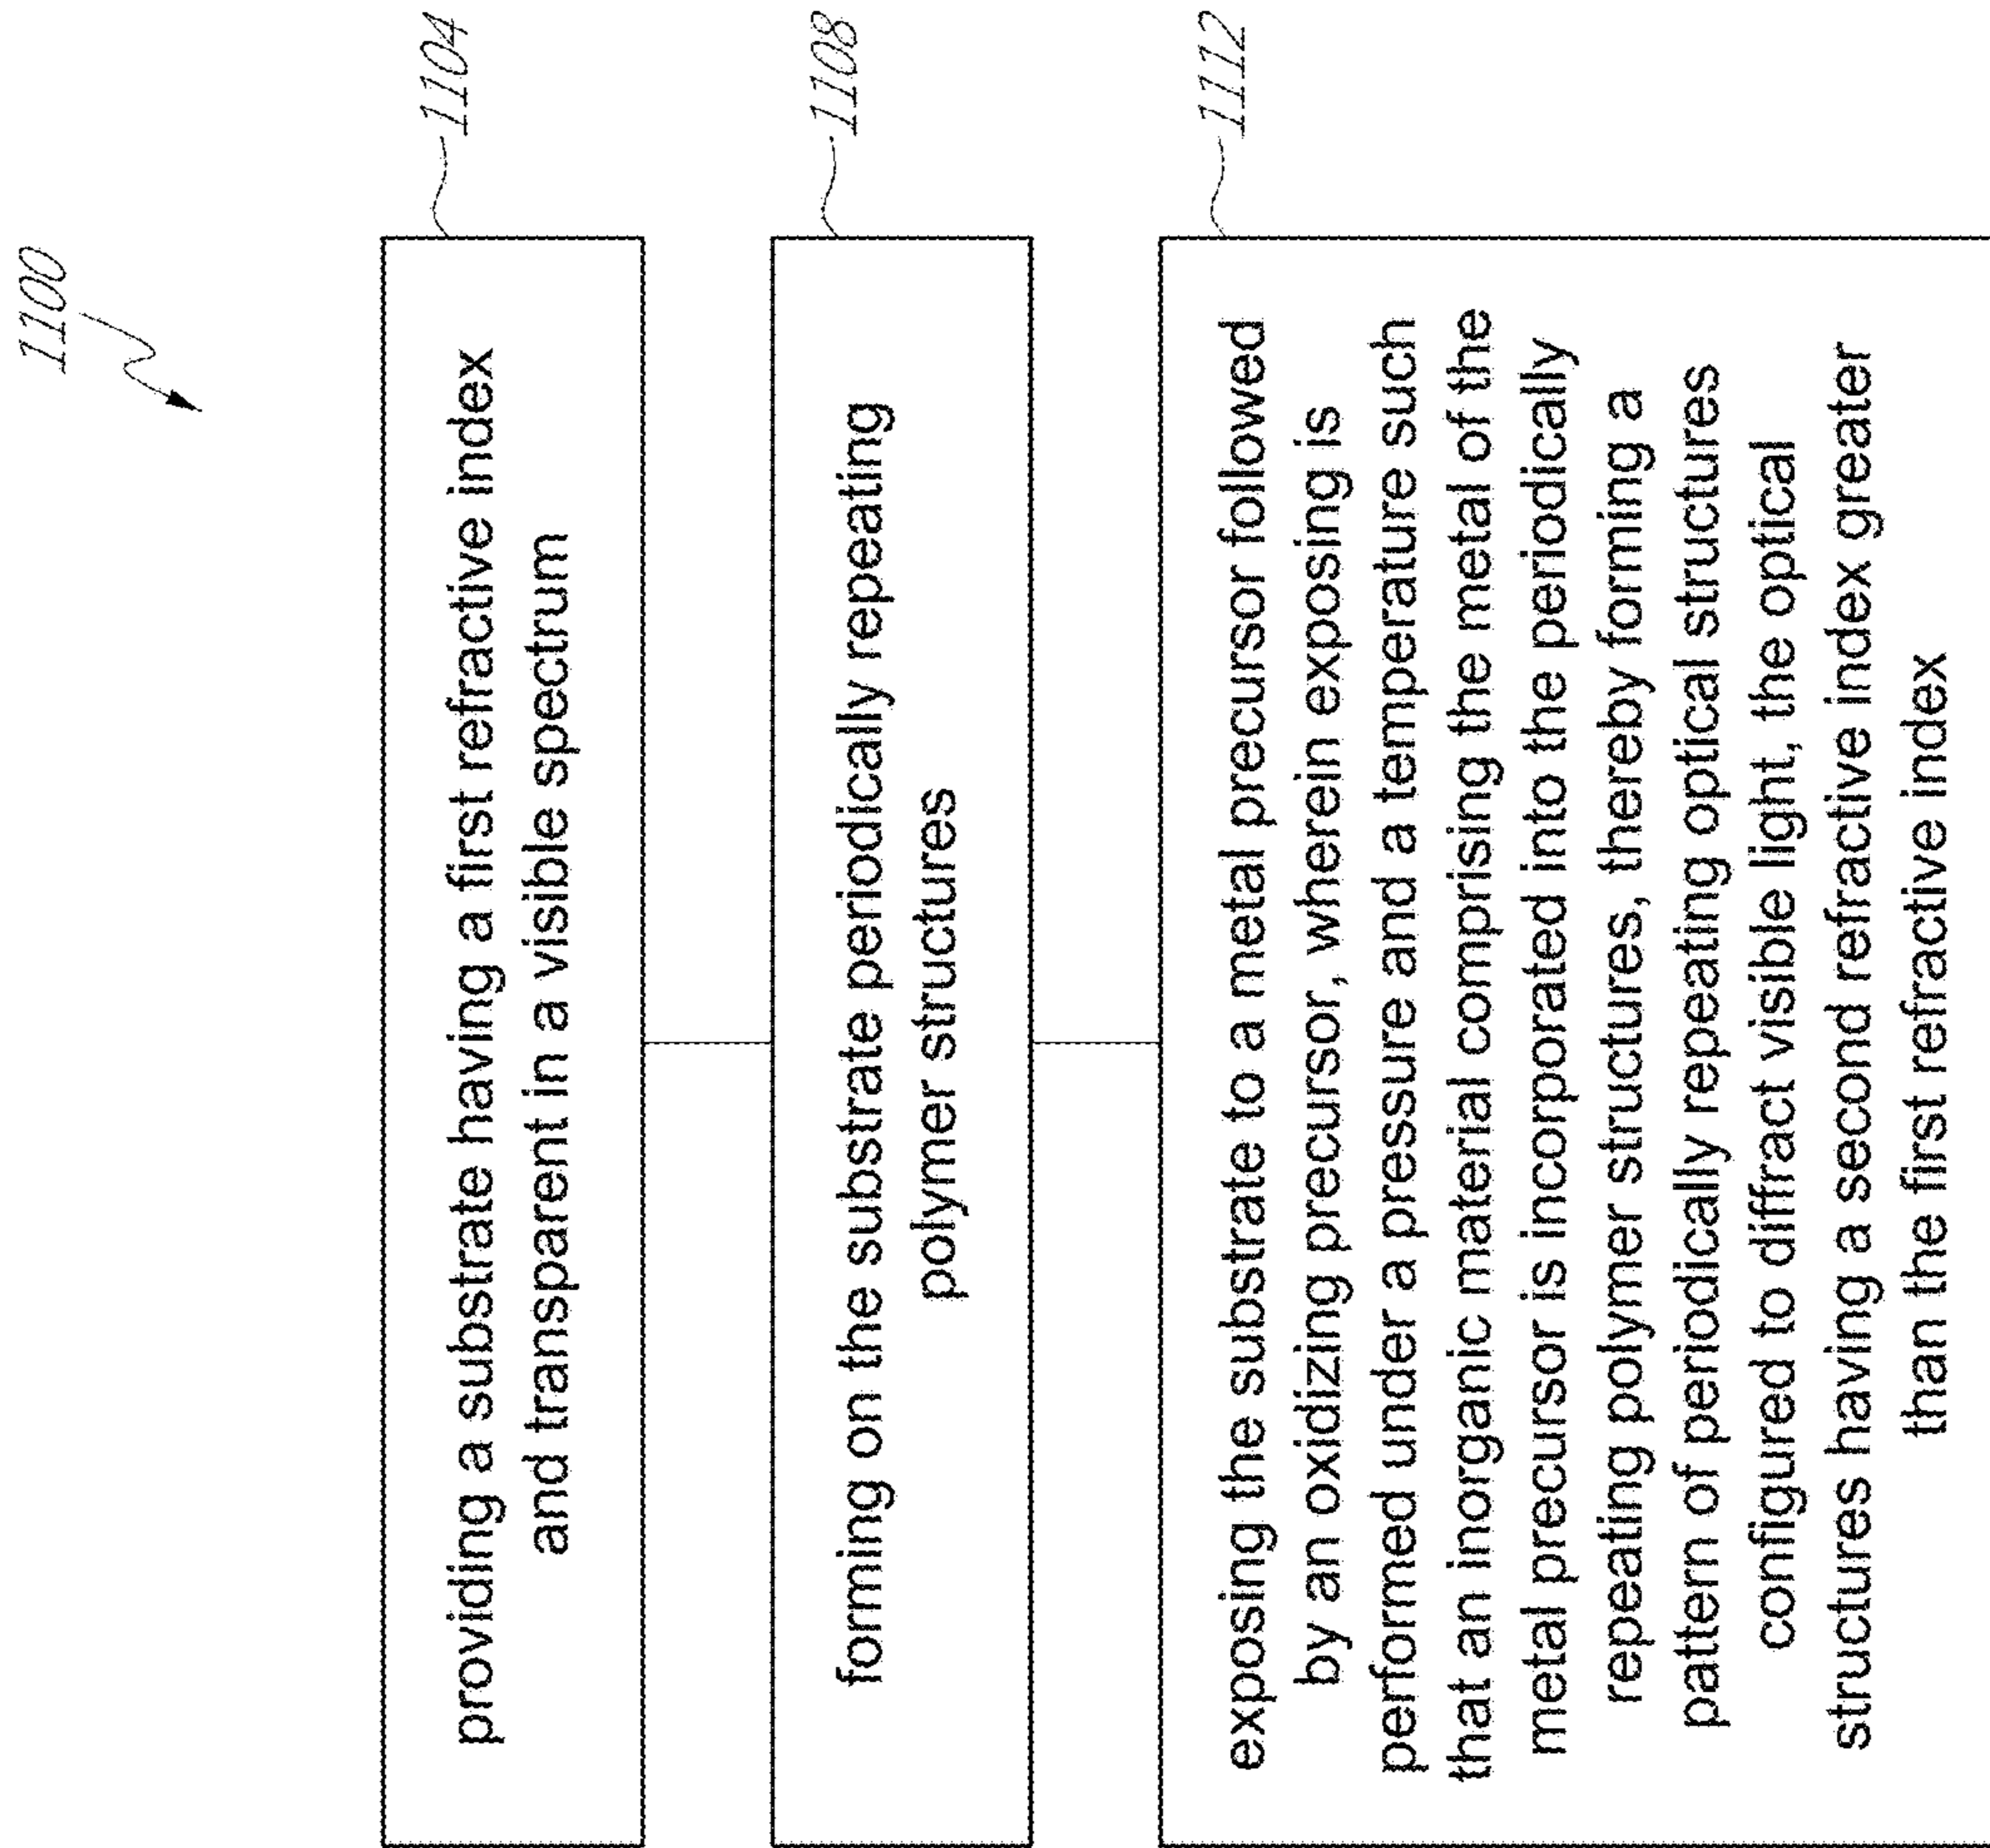 1100
1104
providing a substrate having a first refractive index
and transparent in a visible spectrum
1108
forming on the substrate periodically repeating
polymer structures
1112
exposing the substrate to a metal precursor followed
by an oxidizing precursor, wherein exposing is
performed under a pressure and a temperature such
that an inorganic material comprising the metal of the
metal precursor is incorporated into the periodically
repeating polymer structures, thereby forming a
pattern of periodically repeating optical structures
configured to diffract visible light, the optical
structures having a second refractive index greater
than the first refractive index